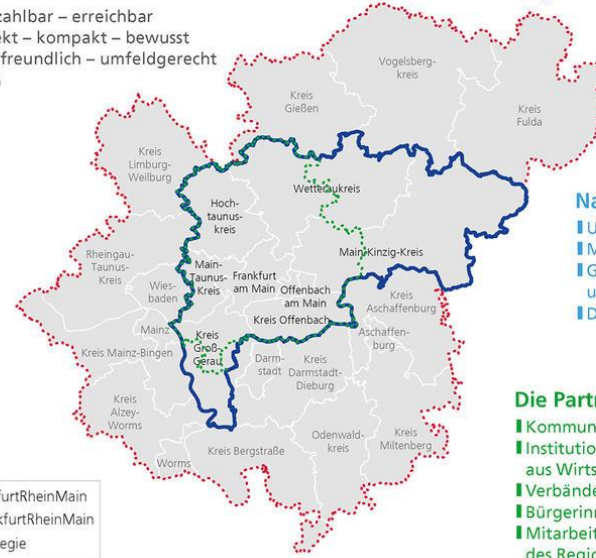 zahlbar – erreichbar
ekt – kompakt – bewusst
freundlich – umfeldgerecht
Vogelsberg-
kreis
Kreis
Gießen
Kreis
Fulda
Kreis
Limburg-
Weilburg
Wetteraukreis
Hoch-
taunus-
kreis
Main-Kinzig-Kreis
Rheingau-
Taunus-
Kreis
Main-
Taunus-
Kreis
Frankfurt
am Main
Wies-
baden
Offenbach
am Main
Kreis
Aschaffenburg
Kreis Offenbach
Mainz
Kreis
Groß-
Gerau
Aschaffen-
burg
Kreis Mainz-Bingen
Darm-
stadt
Kreis
Darmstadt-
Dieburg
Kreis
Alzey-
Worms
Odenwald-
kreis
Kreis
Miltenberg
Kreis Bergstraße
Worms
Na
U
M
G
u
D
Die Partn
Kommun
Institutio
aus Wirts
Verbände
Bürgerinn
Mitarbeit
des Regio
furtRheinMain
kfurtRheinMain
egie